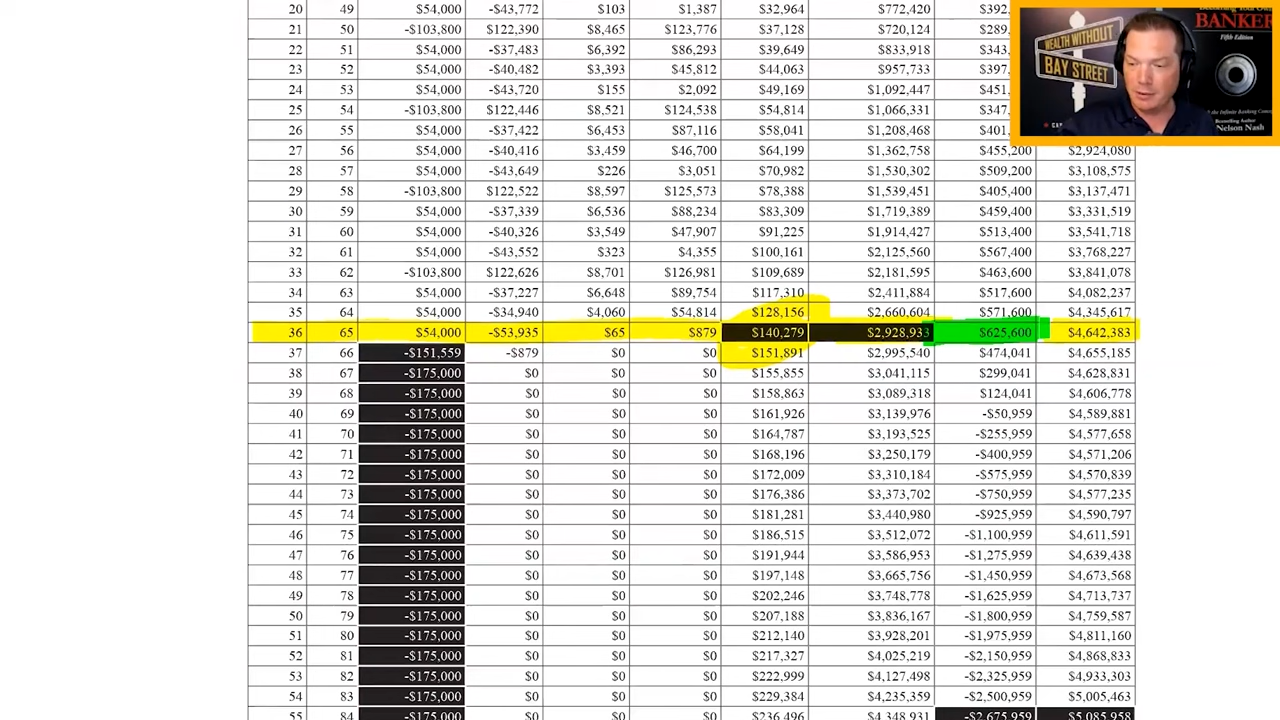 20 49 $54,000 -$43,772 $103 $1,387 $32,964 $772,420 $392,
21 50 -$103,800 $122,390 $8,465 $123,776 $37,128 $720,124 $289,
22 51 $54,000 -$37,483 $6,392 $86,293 $39,649 $833,918 $343,
23 52 $54,000 -$40,482 $3,393 $45,812 $44,063 $957,733 $397,
24 53 $54,000 -$43,720 $155 $2,092 $49,169 $1,092,447 $451,
25 54 -$103,800 $122,446 $8,521 $124,538 $54,814 $1,066,331 $347,
26 55 $54,000 -$37,422 $6,453 $87,116 $58,041 $1,208,468 $401,
27 56 $54,000 -$40,416 $3,459 $46,700 $64,199 $1,362,758 $455,200 $2,924,080
28 57 $54,000 -$43,649 $226 $3,051 $70,982 $1,530,302 $509,200 $3,108,575
29 58 -$103,800 $122,522 $8,597 $125,573 $78,388 $1,539,451 $405,400 $3,137,471
30 59 $54,000 -$37,339 $6,536 $88,234 $83,309 $1,719,389 $459,400 $3,331,519
31 60 $54,000 -$40,326 $3,549 $47,907 $91,225 $1,914,427 $513,400 $3,541,718
32 61 $54,000 -$43,552 $323 $4,355 $100,161 $2,125,560 $567,400 $3,768,227
33 62 -$103,800 $122,626 $8,701 $126,981 $109,689 $2,181,595 $463,600 $3,841,078
34 63 $54,000 -$37,227 $6,648 $89,754 $117,310 $2,411,884 $517,600 $4,082,237
35 64 $54,000 -$34,940 $4,060 $54,814 $128,156 $2,660,604 $571,600 $4,345,617
36 65 $54,000 -$53,935 $65 $879 $140,279 $2,928,933 $625,600 $4,642,383
37 66 -$151,559 -$879 $0 $0 $151,891 $2,995,540 $474,041 $4,655,185
38 67 -$175,000 $0 $0 $0 $155,855 $3,041,115 $299,041 $4,628,831
39 68 -$175,000 $0 $0 $0 $158,863 $3,089,318 $124,041 $4,606,778
40 69 -$175,000 $0 $0 $0 $161,926 $3,139,976 -$50,959 $4,589,881
41 70 -$175,000 $0 $0 $0 $164,787 $3,193,525 -$255,959 $4,577,658
42 71 -$175,000 $0 $0 $0 $168,196 $3,250,179 -$400,959 $4,571,206
43 72 -$175,000 $0 $0 $0 $172,009 $3,310,184 -$575,959 $4,570,839
44 73 -$175,000 $0 $0 $0 $176,386 $3,373,702 -$750,959 $4,577,235
45 74 -$175,000 $0 $0 $0 $181,281 $3,440,980 -$925,959 $4,590,797
46 75 -$175,000 $0 $0 $0 $186,515 $3,512,072 -$1,100,959 $4,611,591
47 76 -$175,000 $0 $0 $0 $191,944 $3,586,953 -$1,275,959 $4,639,438
48 77 -$175,000 $0 $0 $0 $197,148 $3,665,756 -$1,450,959 $4,673,568
49 78 -$175,000 $0 $0 $0 $202,246 $3,748,778 -$1,625,959 $4,713,737
50 79 -$175,000 $0 $0 $0 $207,188 $3,836,167 -$1,800,959 $4,759,587
51 80 -$175,000 $0 $0 $0 $212,140 $3,928,201 -$1,975,959 $4,811,160
52 81 -$175,000 $0 $0 $0 $217,327 $4,025,219 -$2,150,959 $4,868,833
53 82 -$175,000 $0 $0 $0 $222,999 $4,127,498 -$2,325,959 $4,933,303
54 83 -$175,000 $0 $0 $0 $229,384 $4,235,359 -$2,500,959 $5,005,463
55 84 -$175,000 $0 $0 $0 $236,496 $4,348,931 -$2,675,959 $5,085,958
WEALTH WITHOUT
BAY STREET
BANKER
Fifth Edition
Nelson Nash